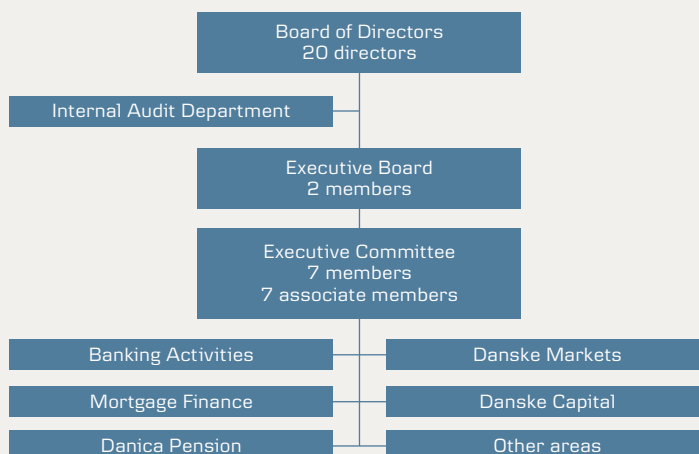 Board of Directors
20 directors
Internal Audit Department
Executive Board
2 members
Executive Committee
7 members
7 associate members
Banking Activities
Danske Markets
Mortgage Finance
Danske Capital
Danica Pension
Other areas